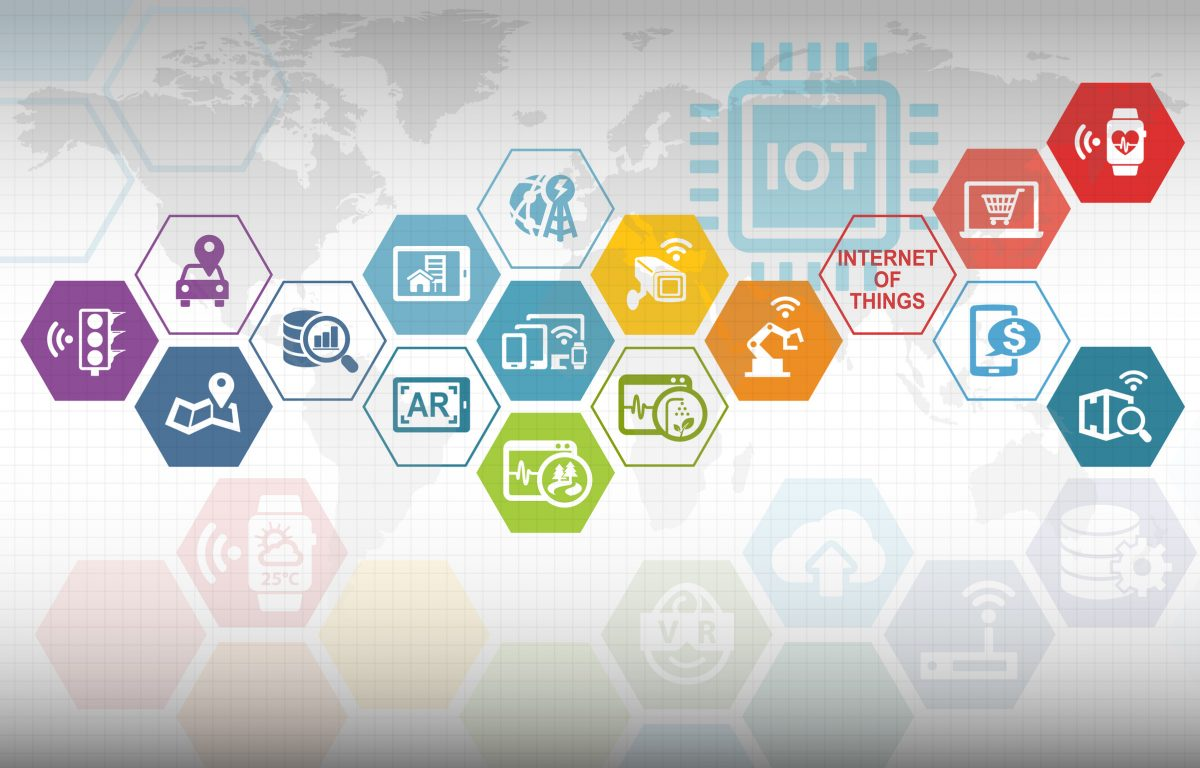 IOT
INTERNET
OF
THINGS
AR
$
25°C
V R